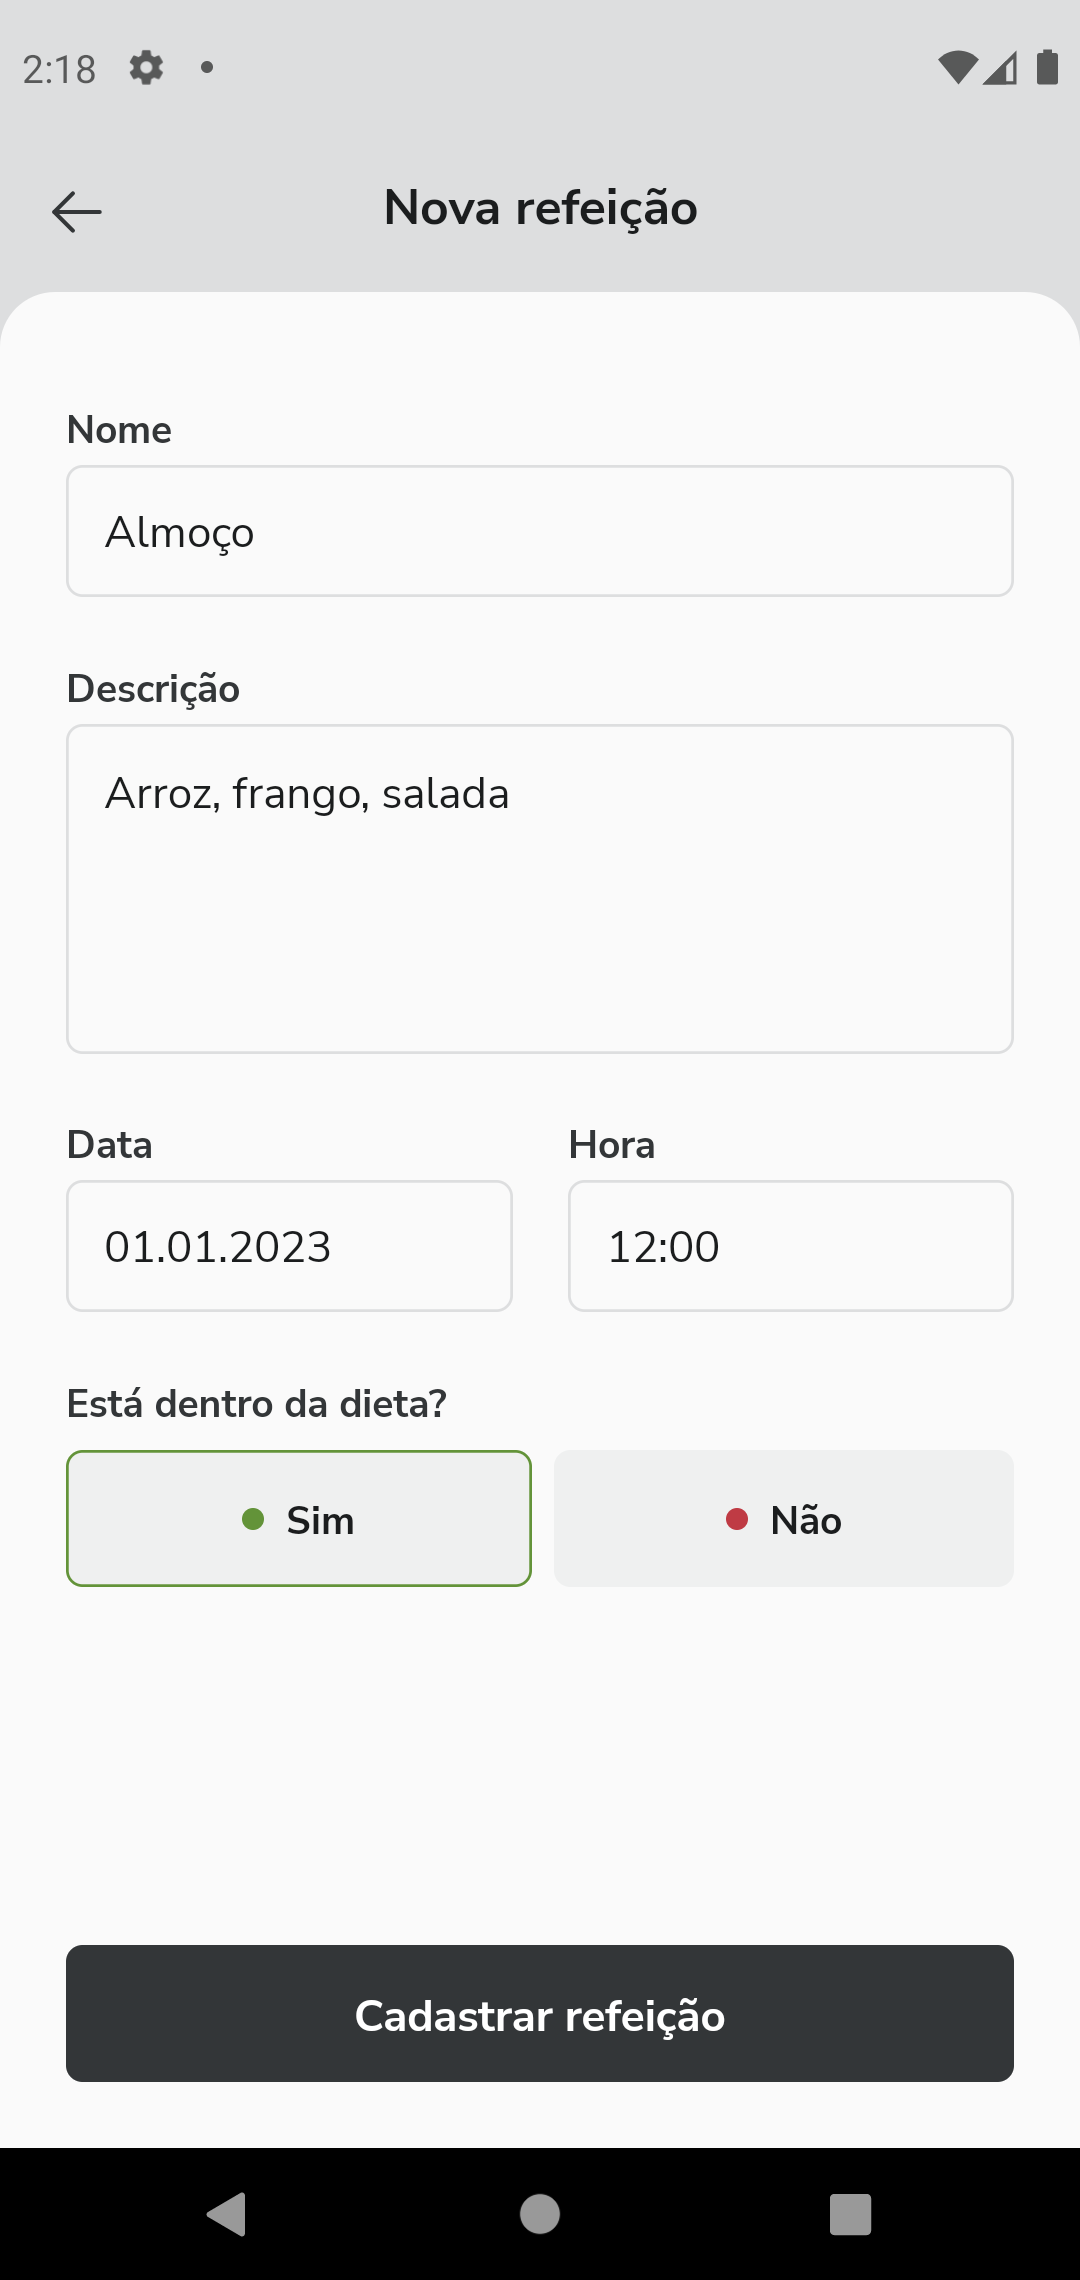 2:18
Nova refeição
Nome
Almoço
Descrição
Arroz, frango, salada
Data
Hora
01.01.2023
12:00
Está dentro da dieta?
Sim
Não
Cadastrar refeição